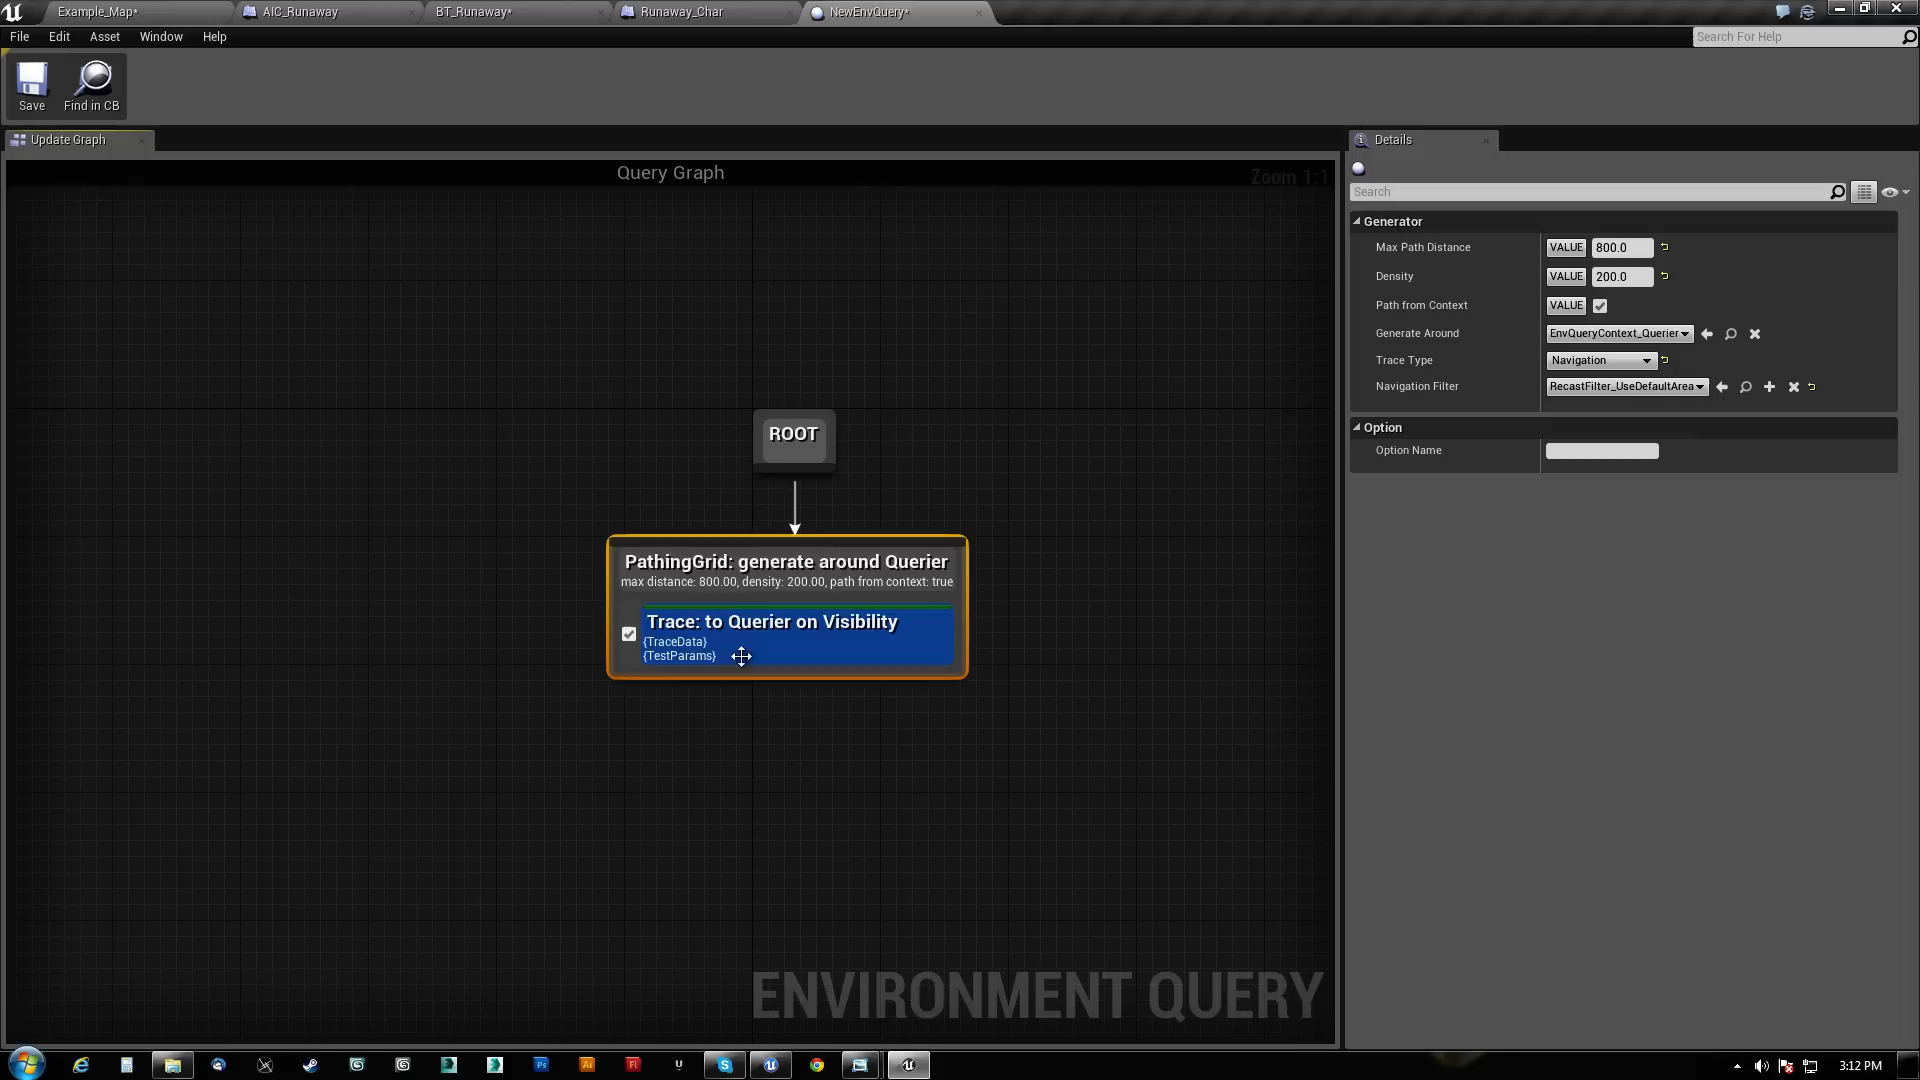 Example_Map*
AIC_Runaway
BT_Runaway*
Runaway_Char
NewEnvQuery*
File
Edit
Asset
Window
Help
Search For Help
Save
Find in CB
Update Graph
Details
Query Graph
Zoom 1:1
Search
Generator
Max Path Distance
VALUE
800.0
Density
VALUE
200.0
Path from Context
VALUE
Generate Around
EnvQueryContext_Querier
Trace Type
Navigation
Navigation Filter
RecastFilter_UseDefaultArea
Option
Option Name
ROOT
PathingGrid: generate around Querier
max distance: 800.00, density: 200.00, path from context: true
Trace: to Querier on Visibility
{TraceData}
{TestParams}
ENVIRONMENT QUERY
Ps
Ai
Fl
3:12 PM